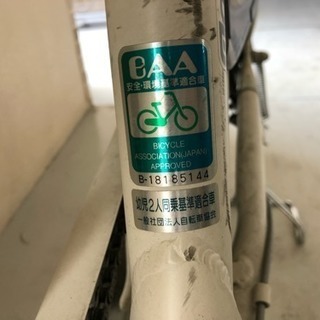 BAA
安全・環境基準適合車
BICYCLE
ASSOCIATION(JAPAN)
APPROVED
B-18185144
幼児2人同乗基準適合車
一般社団法人自転車協会